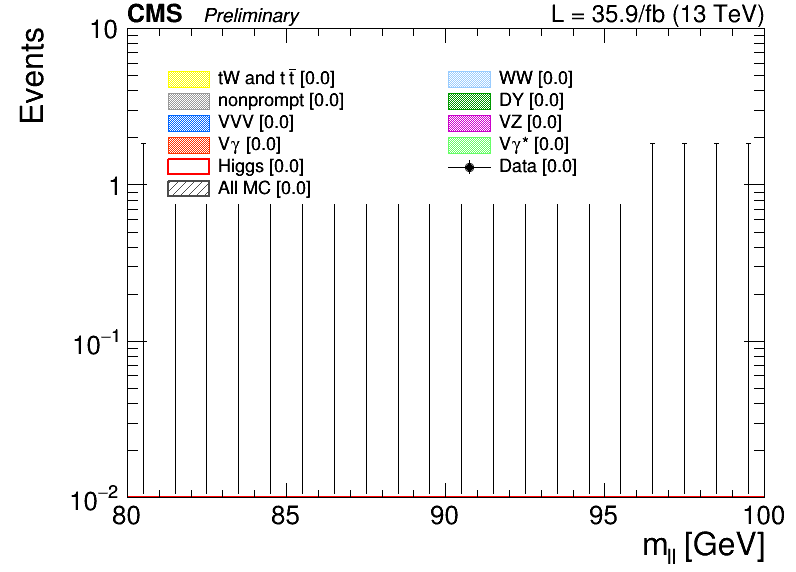 CMS Preliminary L = 35.9/fb (13 TeV)
Events
10
1
10⁻¹
10⁻²
tW and tt̅ [0.0]
nonprompt [0.0]
VVV [0.0]
Vγ [0.0]
Higgs [0.0]
All MC [0.0]
WW [0.0]
DY [0.0]
VZ [0.0]
Vγ* [0.0]
Data [0.0]
80 85 90 95 100
m_ll [GeV]